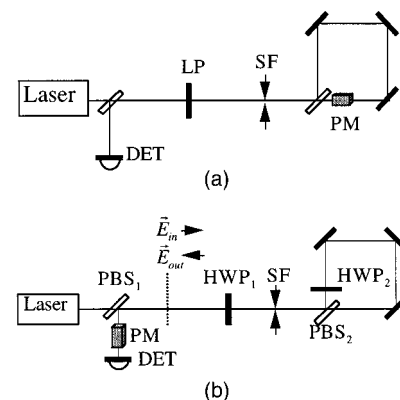 LP
SF
Laser
PM
DET
(a)
E⃗in
E⃗out
PBS₁
HWP₁
SF
HWP₂
Laser
PM
PBS₂
DET
(b)